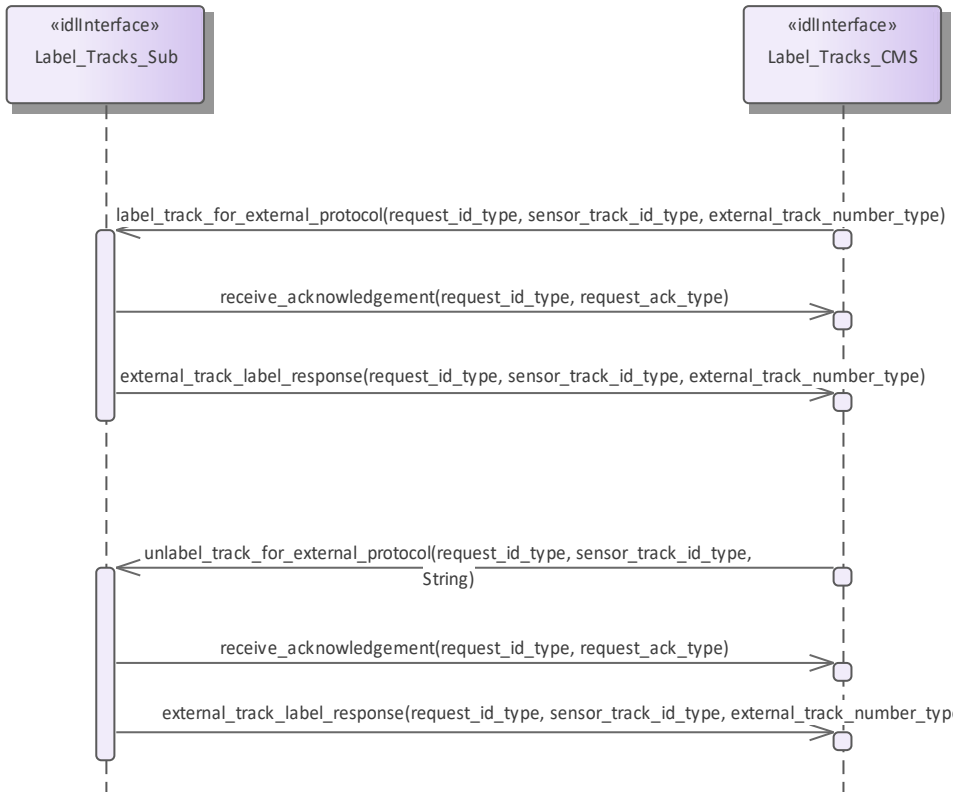 «idlInterface»
Label_Tracks_Sub
«idlInterface»
Label_Tracks_CMS
label_track_for_external_protocol(request_id_type, sensor_track_id_type, external_track_number_type)
receive_acknowledgement(request_id_type, request_ack_type)
external_track_label_response(request_id_type, sensor_track_id_type, external_track_number_type)
unlabel_track_for_external_protocol(request_id_type, sensor_track_id_type,
String)
receive_acknowledgement(request_id_type, request_ack_type)
external_track_label_response(request_id_type, sensor_track_id_type, external_track_number_typ